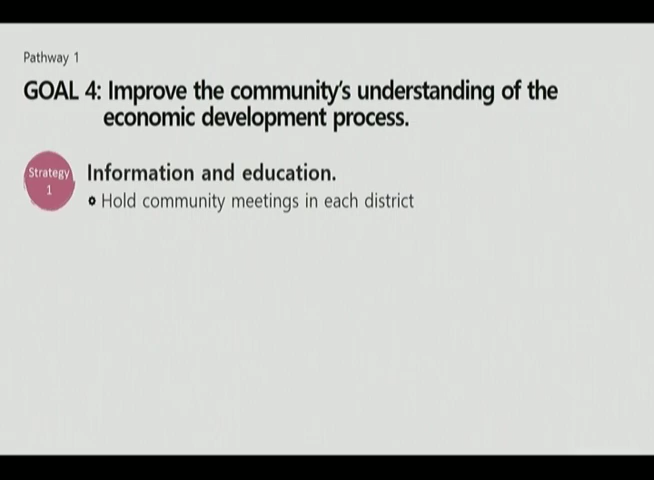 Pathway 1
GOAL 4: Improve the community's understanding of the
economic development process.
Strategy
1
Information and education.
Hold community meetings in each district